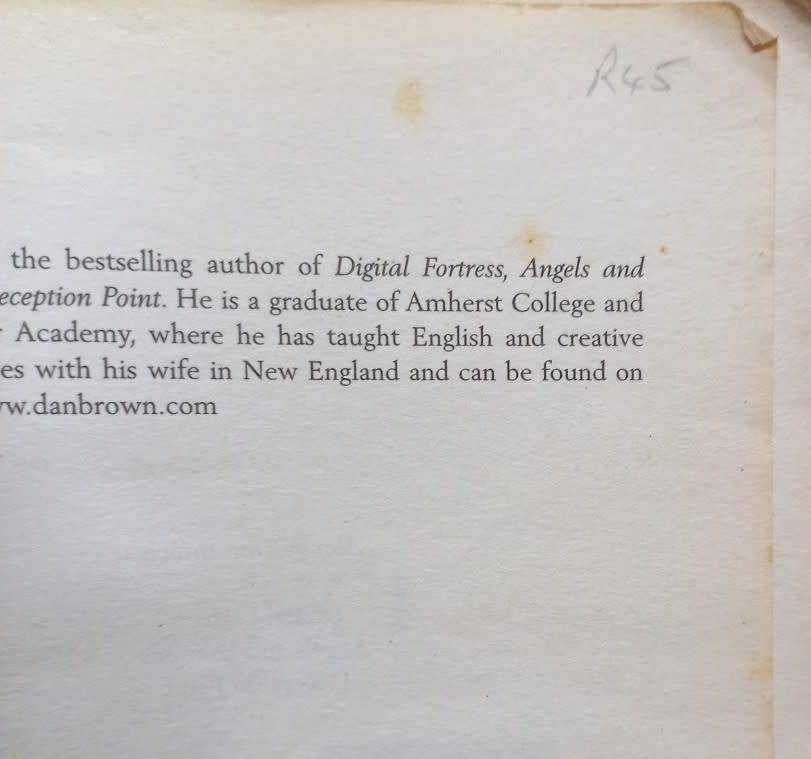 R45
the bestselling author of Digital Fortress, Angels and
eception Point. He is a graduate of Amherst College and
Academy, where he has taught English and creative
es with his wife in New England and can be found on
w.danbrown.com